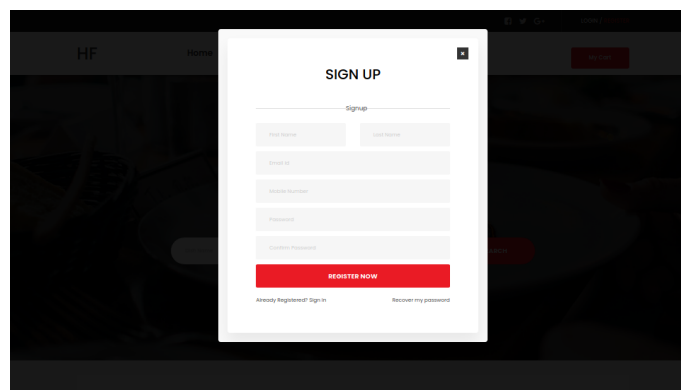 LOGIN /
HF
Home
My Cart
SIGN UP
Signup
First Name
Last Name
Email Id
Mobile Number
Password
Confirm Password
REGISTER NOW
Already Registered? Sign in
Recover my password